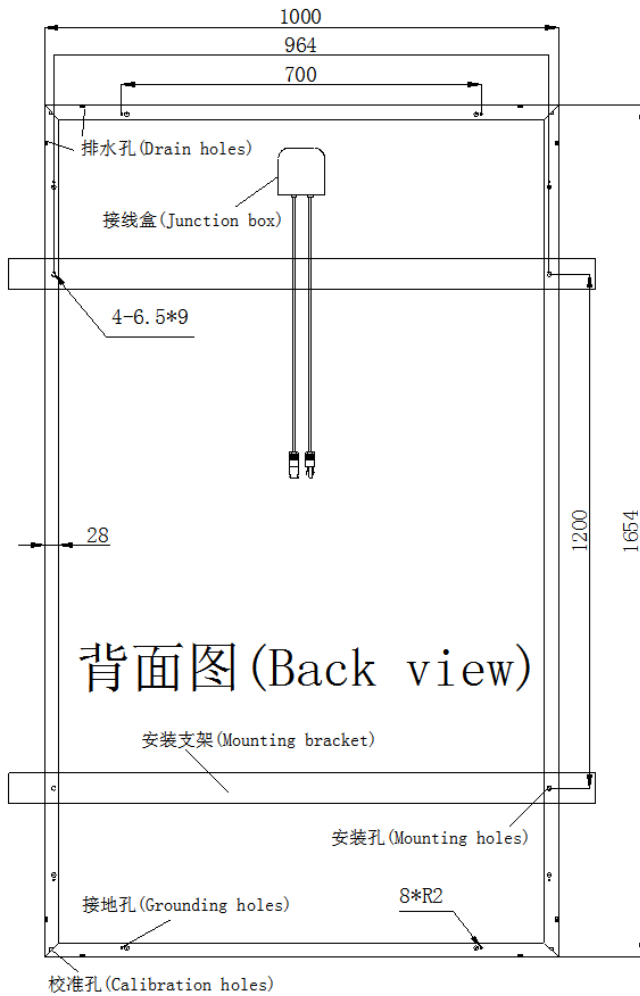 1000
964
700
排水孔(Drain holes)
接线盒(Junction box)
4-6.5*9
28
1200
1654
背面图(Back view)
安装支架(Mounting bracket)
安装孔(Mounting holes)
接地孔(Grounding holes)
8*R2
校准孔(Calibration holes)